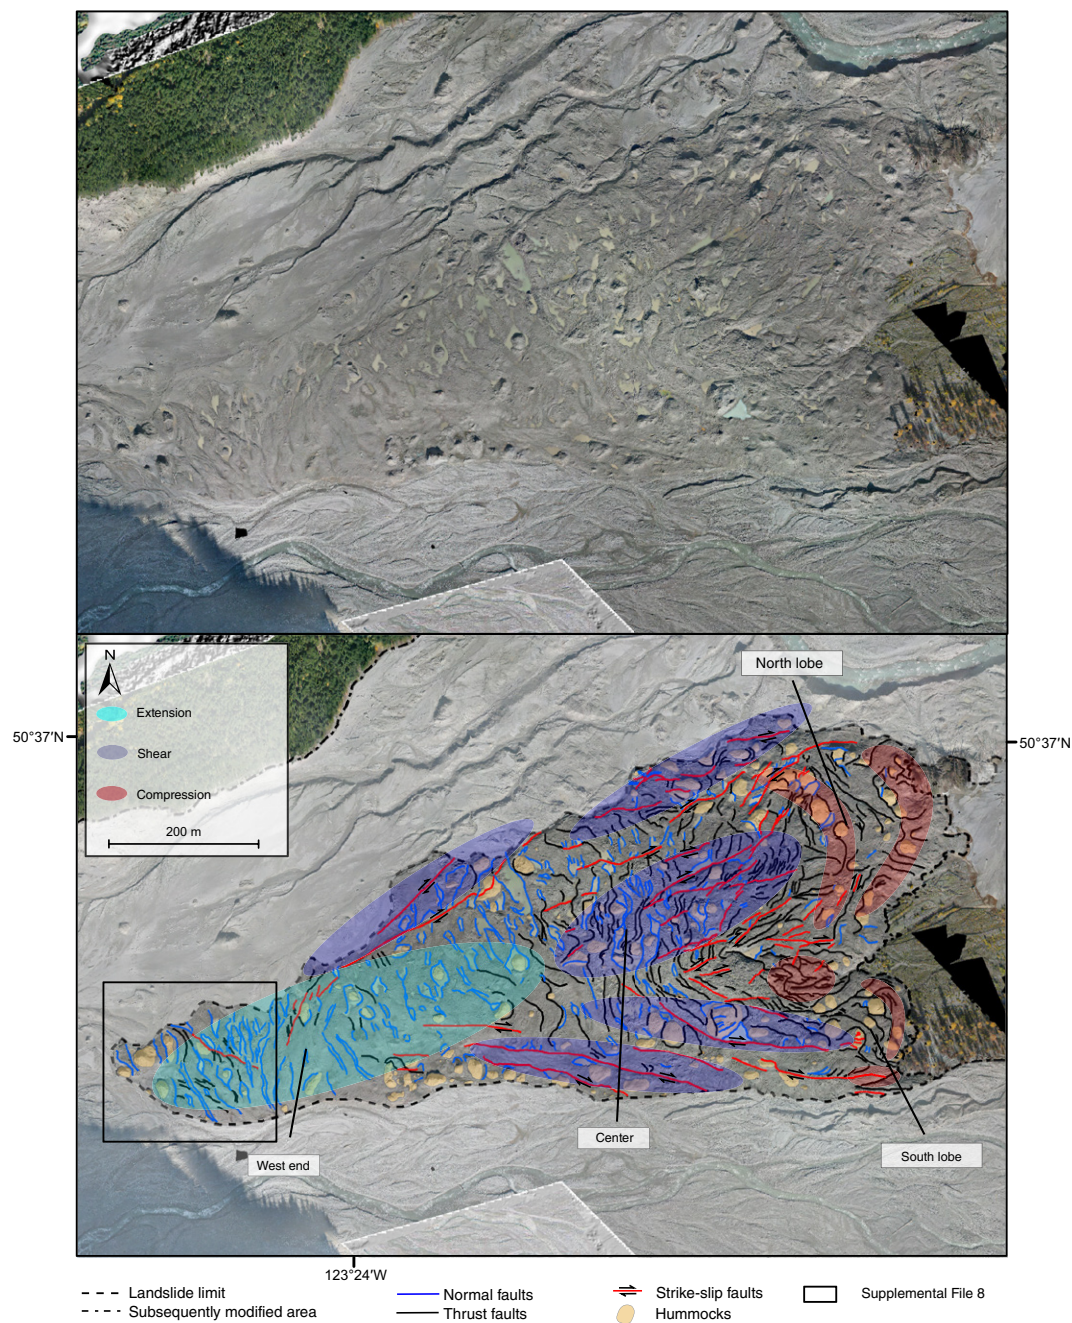 North lobe
N
Extension
50°37′N
50°37′N
Shear
Compression
200 m
Center
South lobe
West end
123°24′W
Landslide limit
Normal faults
Strike-slip faults
Supplemental File 8
Subsequently modified area
Thrust faults
Hummocks